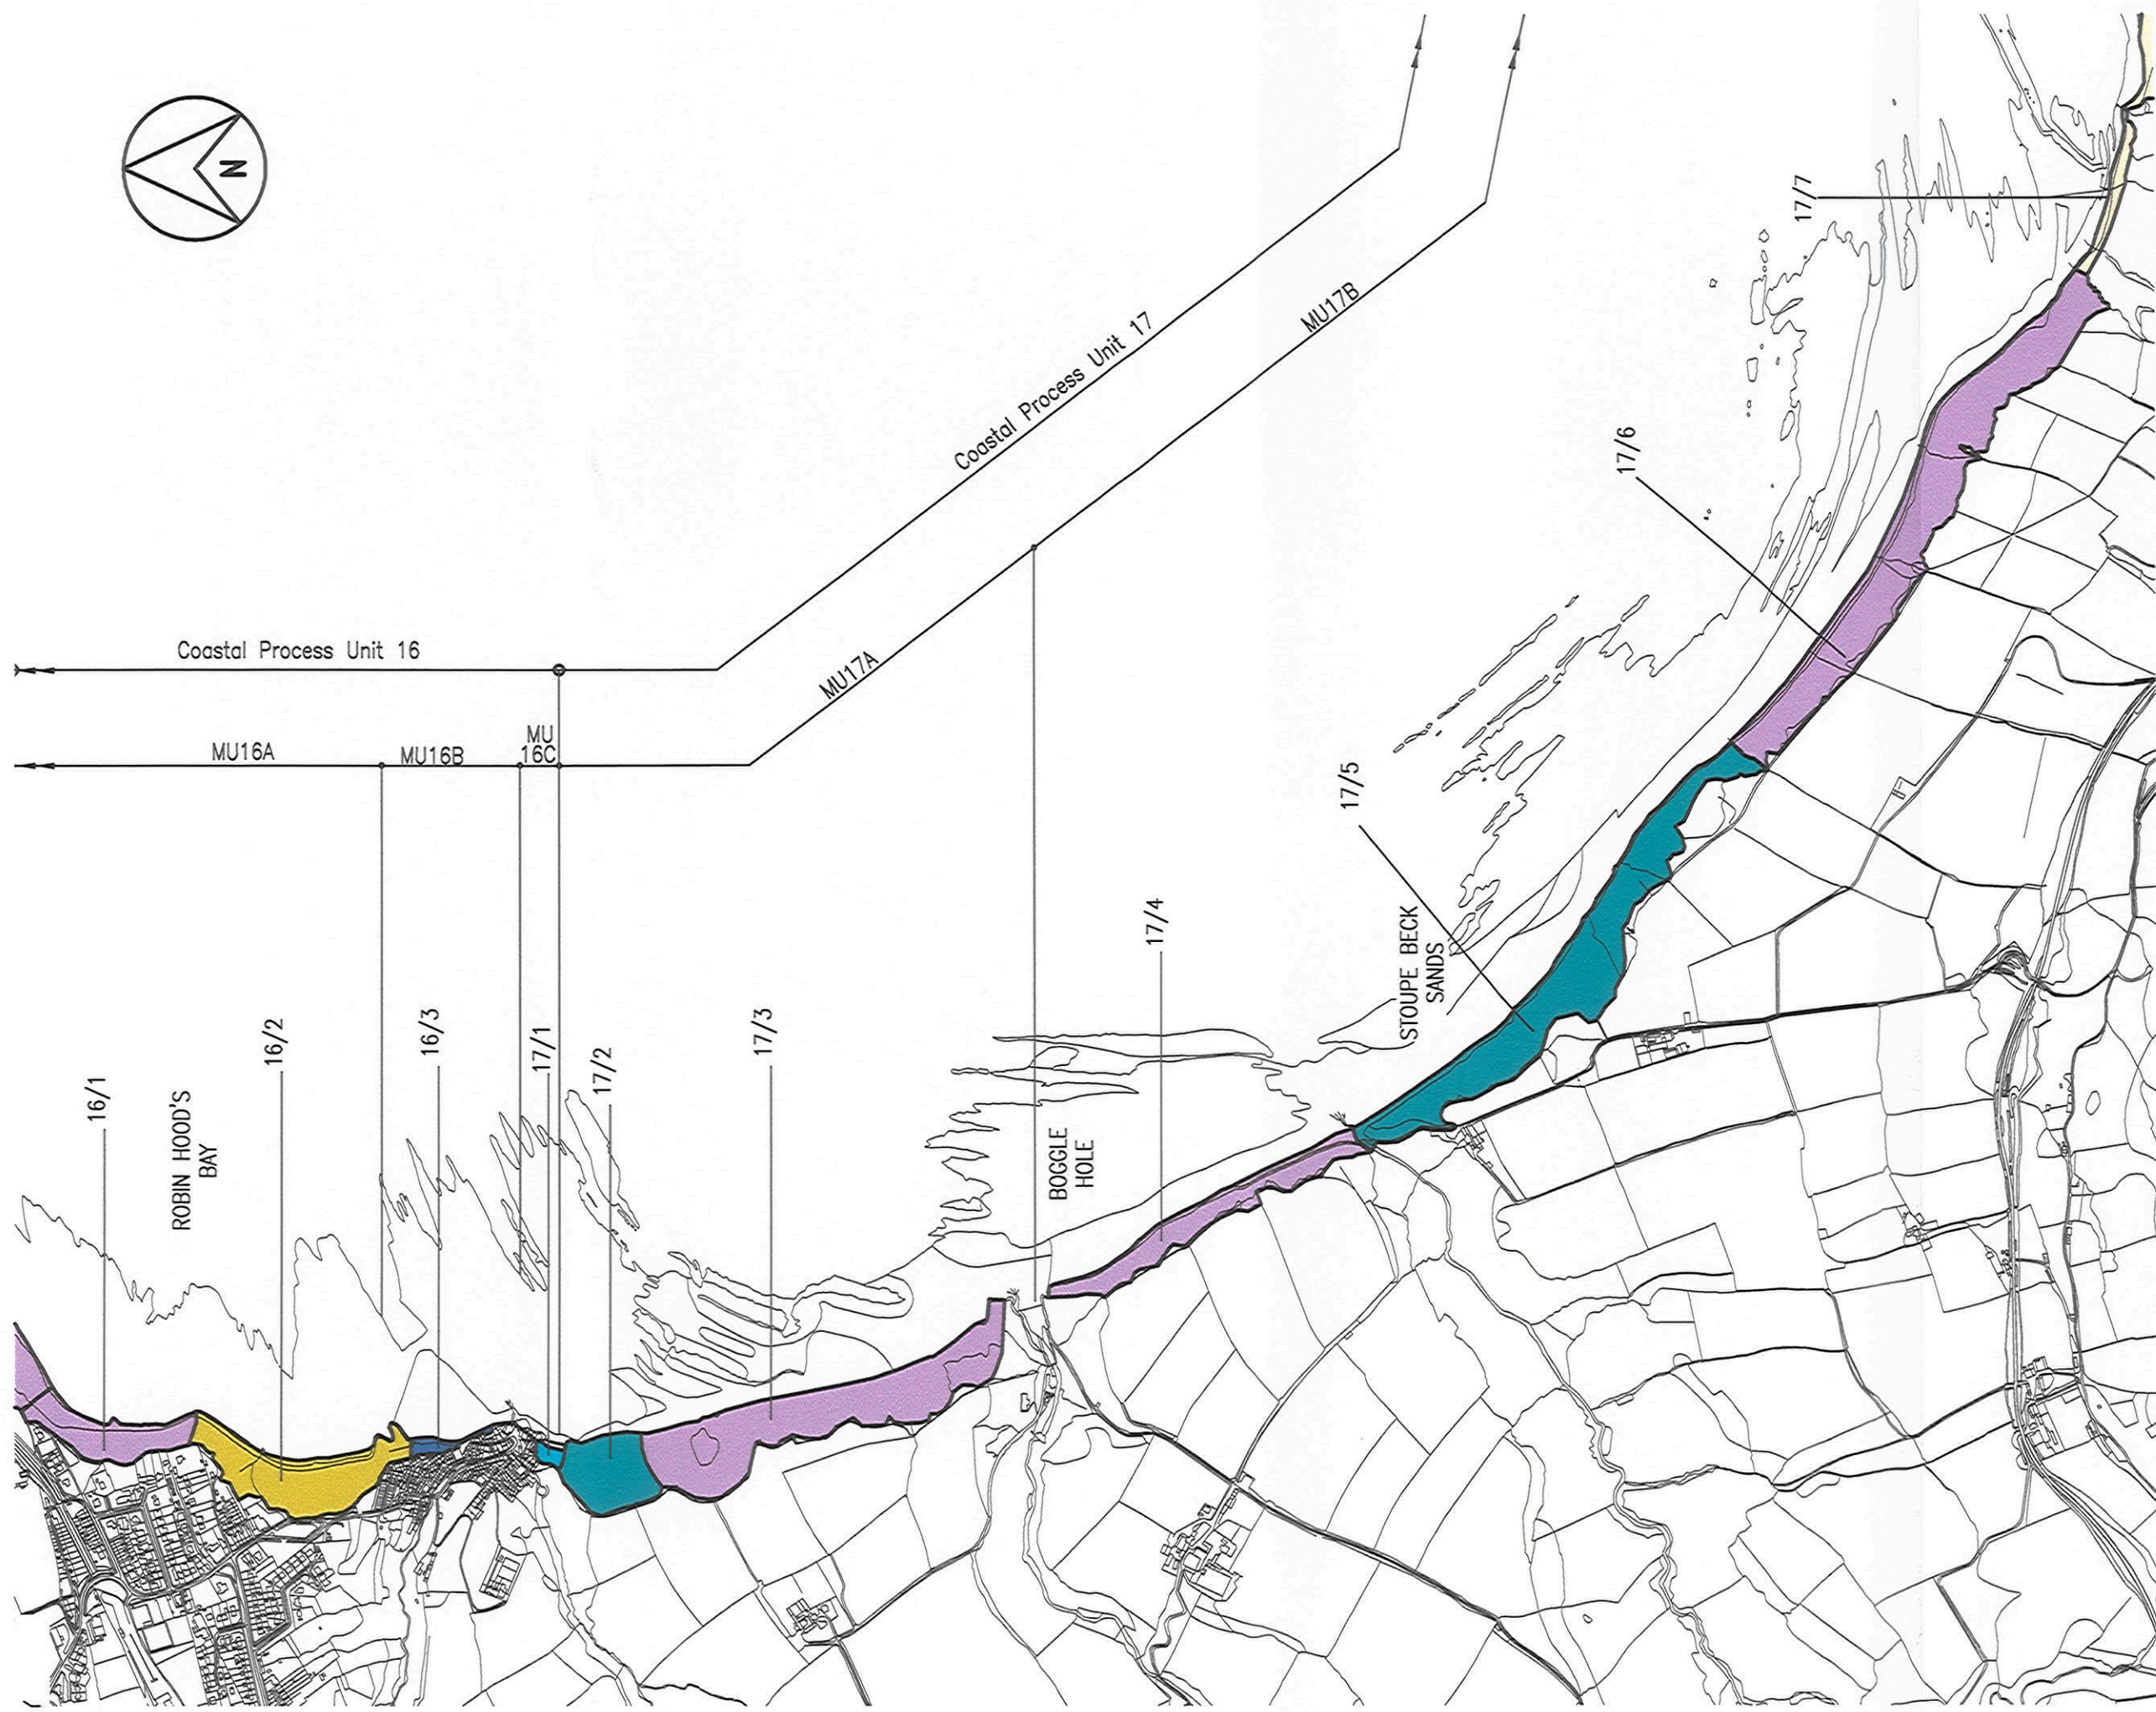 N
Coastal Process Unit 16
Coastal Process Unit 17
MU16A
MU16B
MU
16C
MU17A
MU17B
16/1
ROBIN HOOD'S
BAY
16/2
16/3
17/1
17/2
17/3
BOGGLE
HOLE
17/4
STOUPE BECK
SANDS
17/5
17/6
17/7